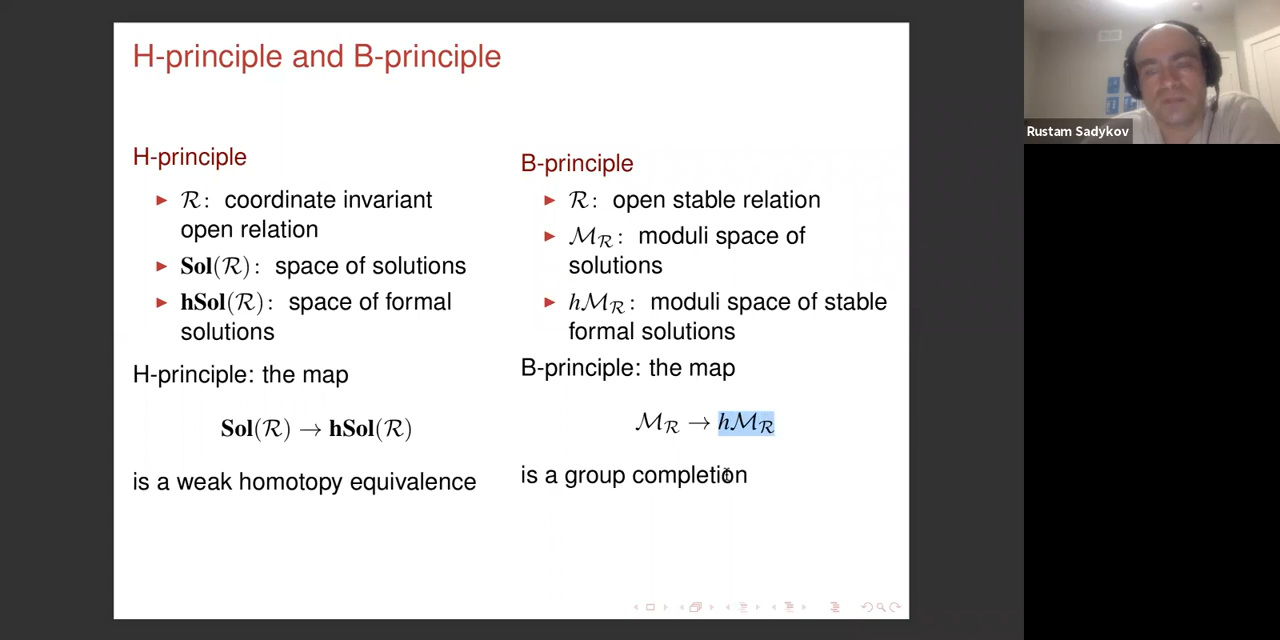 H-principle and B-principle
H-principle
▶ ℛ: coordinate invariant
open relation
▶ Sol(ℛ): space of solutions
▶ hSol(ℛ): space of formal
solutions
H-principle: the map
Sol(ℛ) → hSol(ℛ)
is a weak homotopy equivalence
B-principle
▶ ℛ: open stable relation
▶ ℳ_ℛ: moduli space of
solutions
▶ hℳ_ℛ: moduli space of stable
formal solutions
B-principle: the map
ℳ_ℛ → hℳ_ℛ
is a group completion
Rustam Sadykov